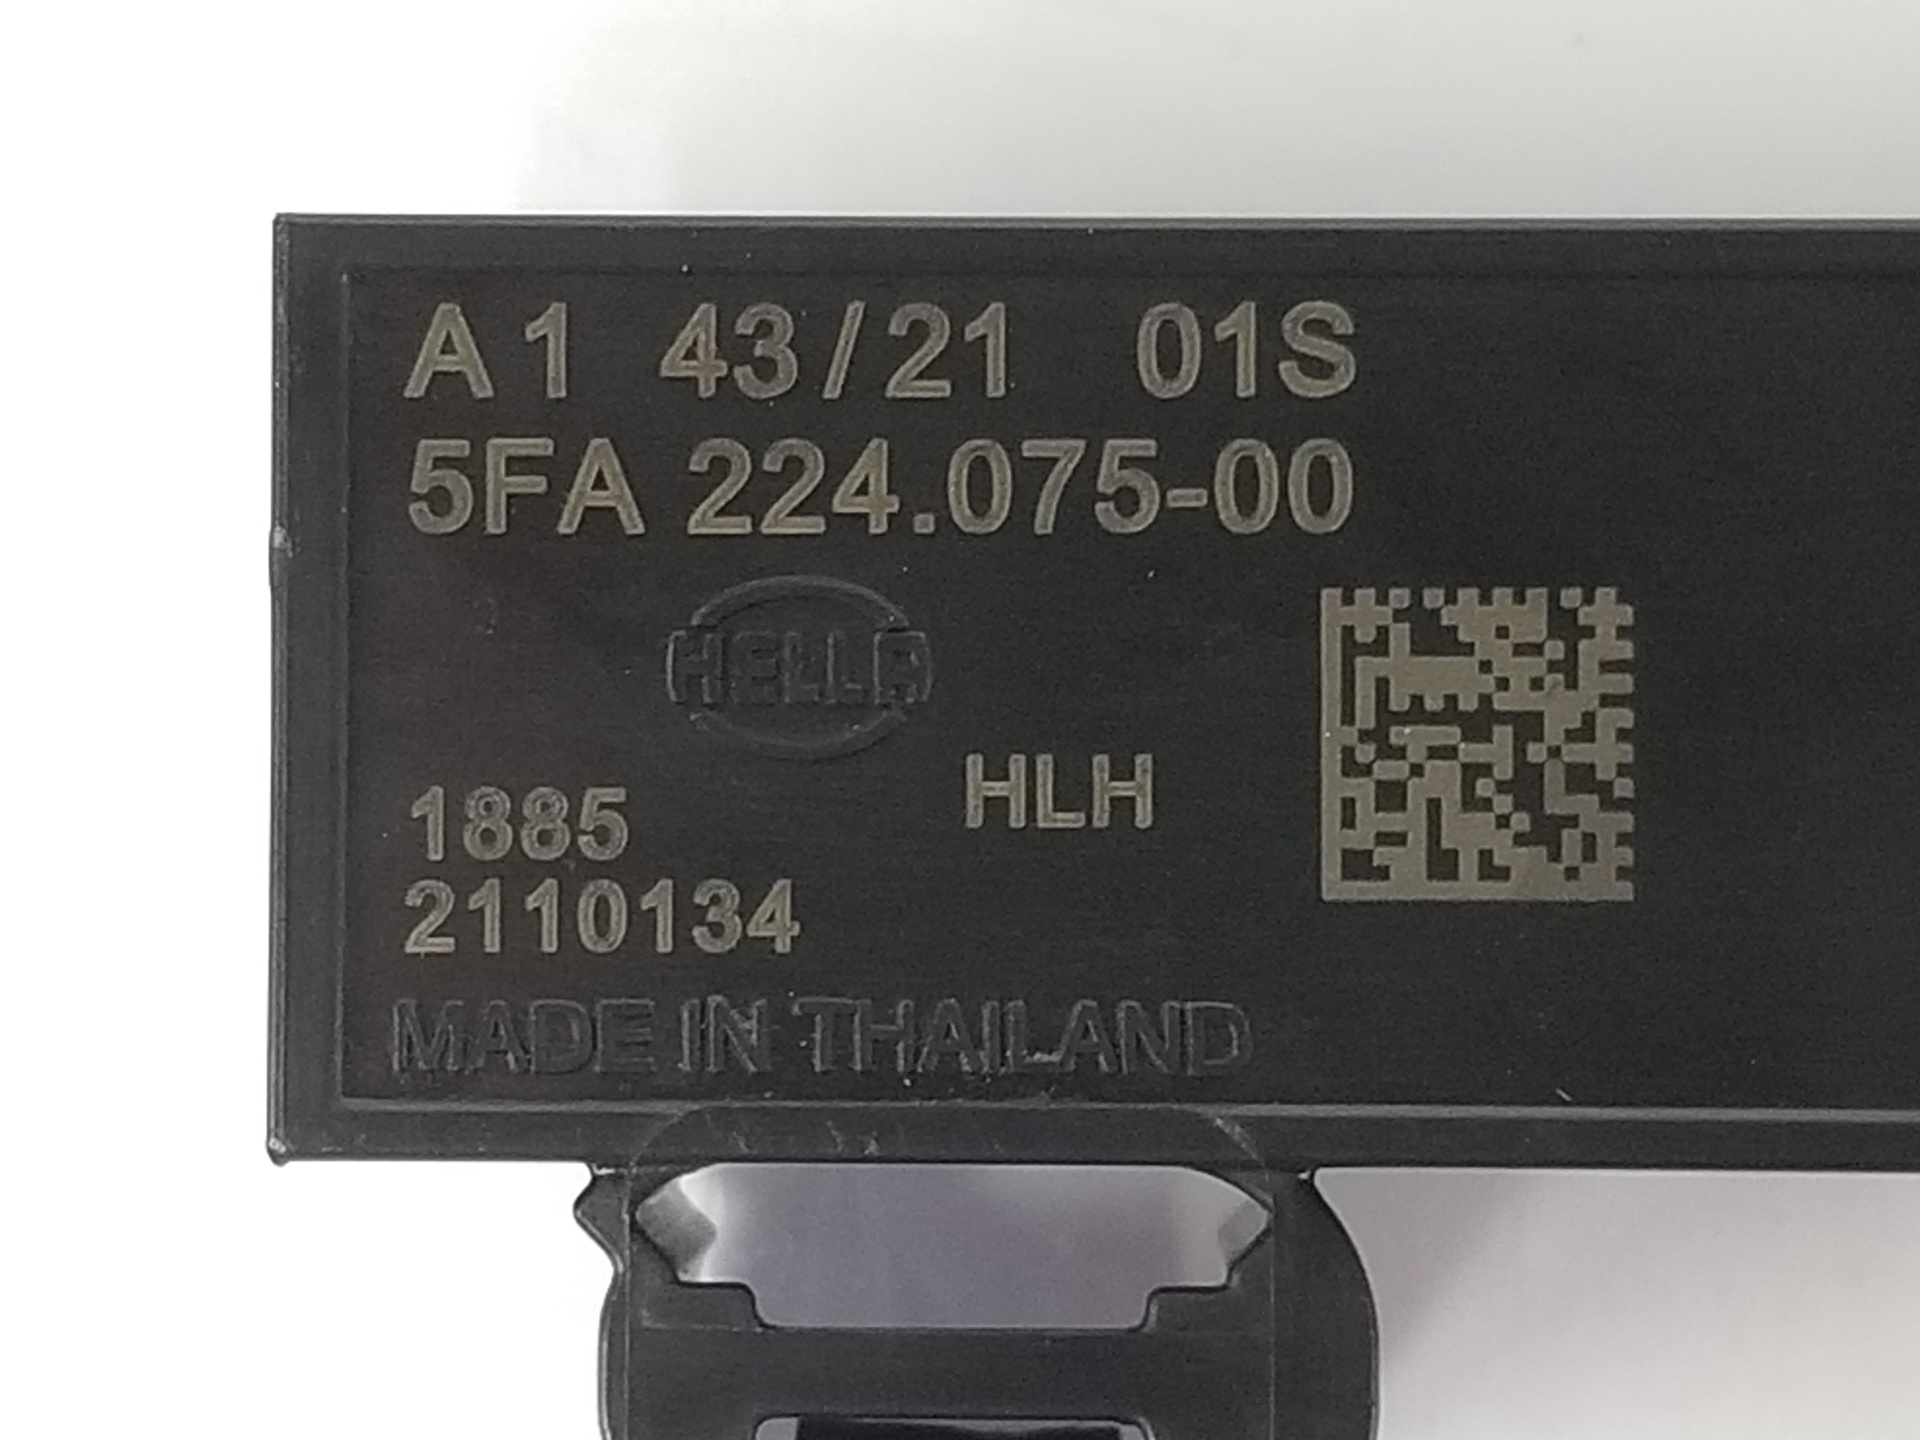 A1 43/21 01S
5FA 224.075-00
HELLA
HLH
1885
2110134
MADE IN THAILAND